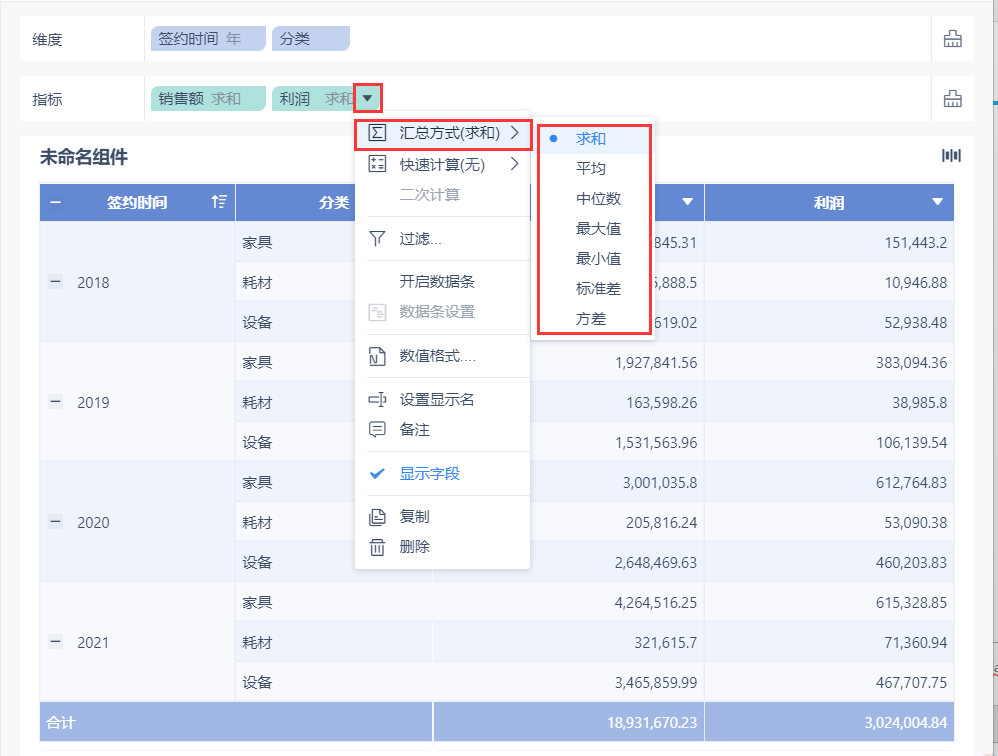 维度
签约时间 年
分类
指标
销售额 求和
利润 求和
未命名组件
汇总方式(求和)
快速计算(无)
二次计算
过滤...
开启数据条
数据条设置
数值格式....
设置显示名
备注
显示字段
复制
删除
求和
平均
中位数
最大值
最小值
标准差
方差
签约时间 分类 利润
2018
家具 845.31 151,443.2
耗材 ,888.5 10,946.88
设备 619.02 52,938.48
2019
家具 1,927,841.56 383,094.36
耗材 163,598.26 38,985.8
设备 1,531,563.96 106,139.54
2020
家具 3,001,035.8 612,764.83
耗材 205,816.24 53,090.38
设备 2,648,469.63 460,203.83
2021
家具 4,264,516.25 615,328.85
耗材 321,615.7 71,360.94
设备 3,465,859.99 467,707.75
合计 18,931,670.23 3,024,004.84